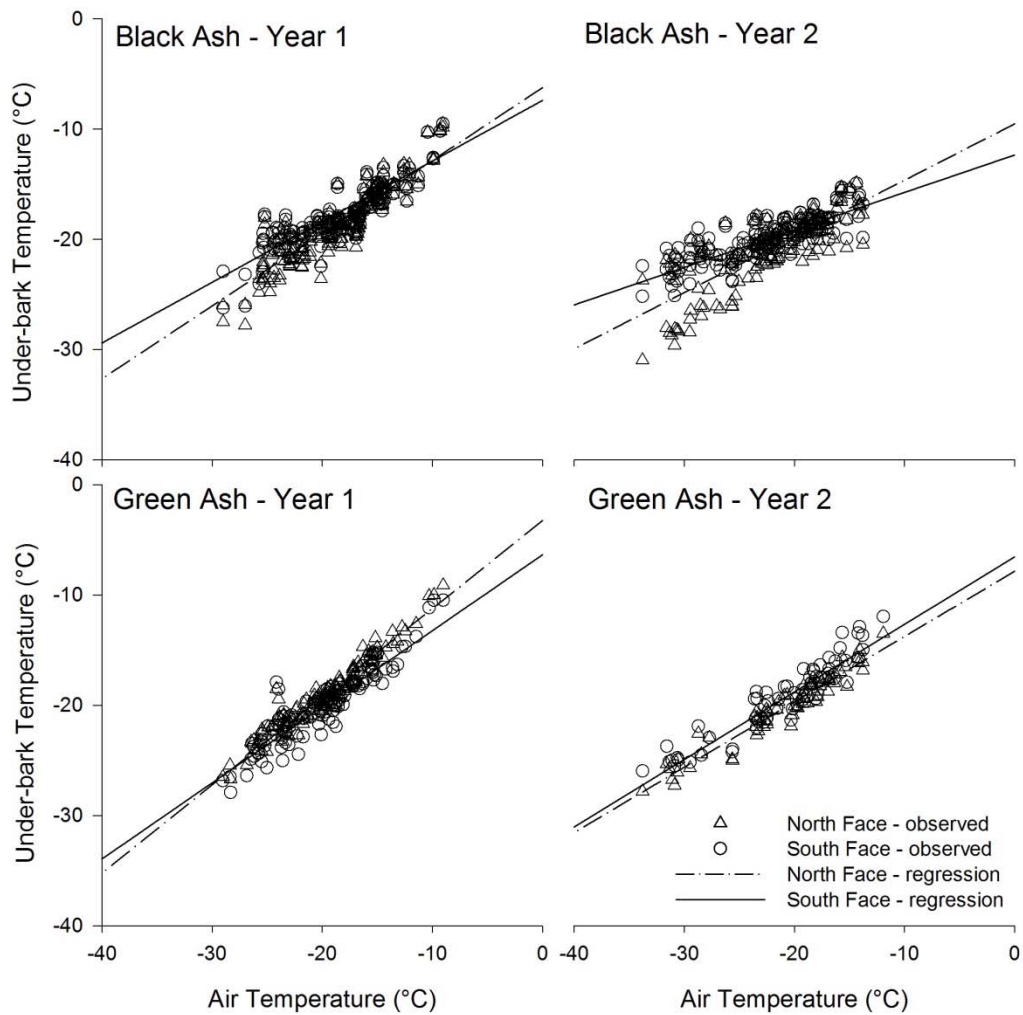 Black Ash - Year 1
Black Ash - Year 2
0
-10
-20
-30
-40
Under-bark Temperature (°C)
Green Ash - Year 1
Green Ash - Year 2
0
-10
-20
-30
-40
Under-bark Temperature (°C)
North Face - observed
South Face - observed
North Face - regression
South Face - regression
-40 -30 -20 -10 0
-40 -30 -20 -10 0
Air Temperature (°C)
Air Temperature (°C)